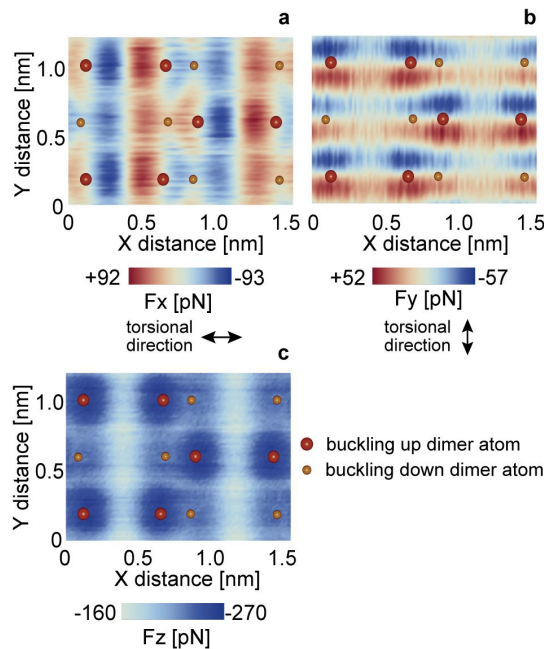 a
b
Y distance [nm]
1.0
0.5
0
0
0.5
1.0
1.5
X distance [nm]
+92
-93
Fx [pN]
torsional
direction
Y distance [nm]
1.0
0.5
0
0
0.5
1.0
1.5
X distance [nm]
+52
-57
Fy [pN]
torsional
direction
c
Y distance [nm]
1.0
0.5
0
0
0.5
1.0
1.5
X distance [nm]
-160
-270
Fz [pN]
buckling up dimer atom
buckling down dimer atom